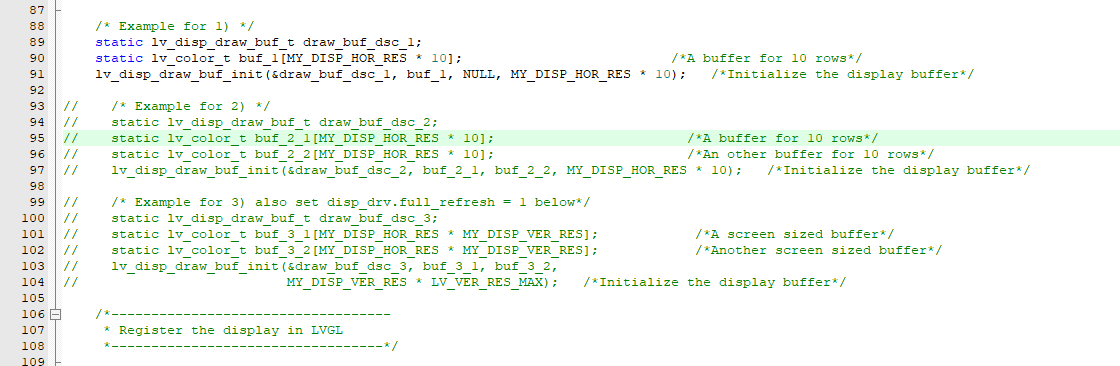 87
88     /* Example for 1) */
89     static lv_disp_draw_buf_t draw_buf_dsc_1;
90     static lv_color_t buf_1[MY_DISP_HOR_RES * 10];                          /*A buffer for 10 rows*/
91     lv_disp_draw_buf_init(&draw_buf_dsc_1, buf_1, NULL, MY_DISP_HOR_RES * 10);   /*Initialize the display buffer*/
92
93 //    /* Example for 2) */
94 //    static lv_disp_draw_buf_t draw_buf_dsc_2;
95 //    static lv_color_t buf_2_1[MY_DISP_HOR_RES * 10];                        /*A buffer for 10 rows*/
96 //    static lv_color_t buf_2_2[MY_DISP_HOR_RES * 10];                        /*An other buffer for 10 rows*/
97 //    lv_disp_draw_buf_init(&draw_buf_dsc_2, buf_2_1, buf_2_2, MY_DISP_HOR_RES * 10);   /*Initialize the display buffer*/
98
99 //    /* Example for 3) also set disp_drv.full_refresh = 1 below*/
100 //    static lv_disp_draw_buf_t draw_buf_dsc_3;
101 //    static lv_color_t buf_3_1[MY_DISP_HOR_RES * MY_DISP_VER_RES];            /*A screen sized buffer*/
102 //    static lv_color_t buf_3_2[MY_DISP_HOR_RES * MY_DISP_VER_RES];            /*Another screen sized buffer*/
103 //    lv_disp_draw_buf_init(&draw_buf_dsc_3, buf_3_1, buf_3_2,
104 //                          MY_DISP_VER_RES * LV_VER_RES_MAX);   /*Initialize the display buffer*/
105
106     /*-----------------------------------
107      * Register the display in LVGL
108      *----------------------------------*/
109